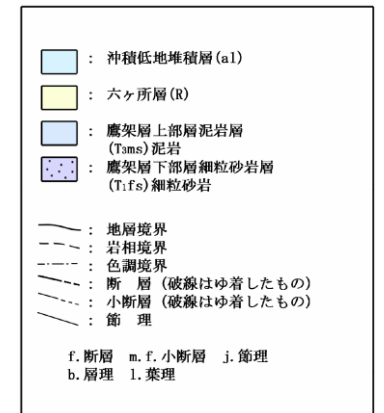 : 沖積低地堆積層(al)
: 六ヶ所層(R)
: 鷹架層上部層泥岩層
(T3ms)泥岩
: 鷹架層下部層細粒砂岩層
(T1fs)細粒砂岩
: 地層境界
: 岩相境界
: 色調境界
: 断 層 (破線はゆ着したもの)
: 小断層 (破線はゆ着したもの)
: 節 理
f.断層 m.f.小断層 j.節理
b.層理 l.葉理